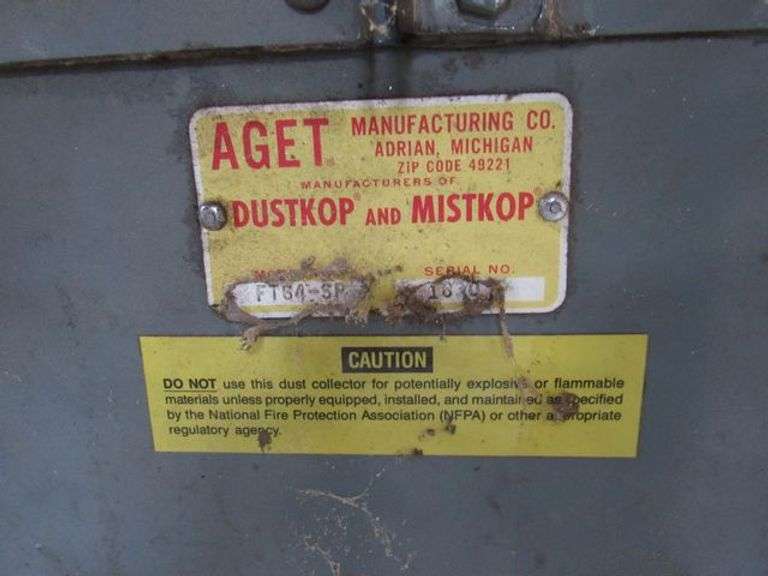 AGET MANUFACTURING CO.
ADRIAN, MICHIGAN
ZIP CODE 49221
MANUFACTURERS OF
DUSTKOP® AND MISTKOP®
SERIAL NO.
CAUTION
DO NOT use this dust collector for potentially explosive or flammable
materials unless properly equipped, installed, and maintained as specified
by the National Fire Protection Association (NFPA) or other appropriate
regulatory agency.